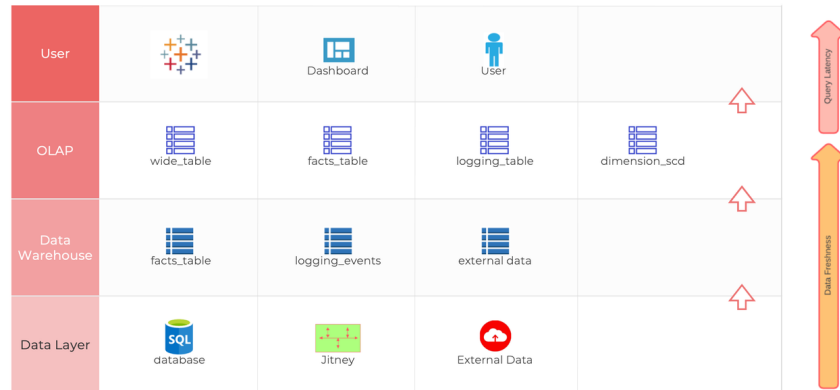 User
Dashboard
User
Query Latency
OLAP
wide_table
facts_table
logging_table
dimension_scd
Data
Warehouse
facts_table
logging_events
external data
Data Freshness
Data Layer
SQL
database
Jitney
External Data